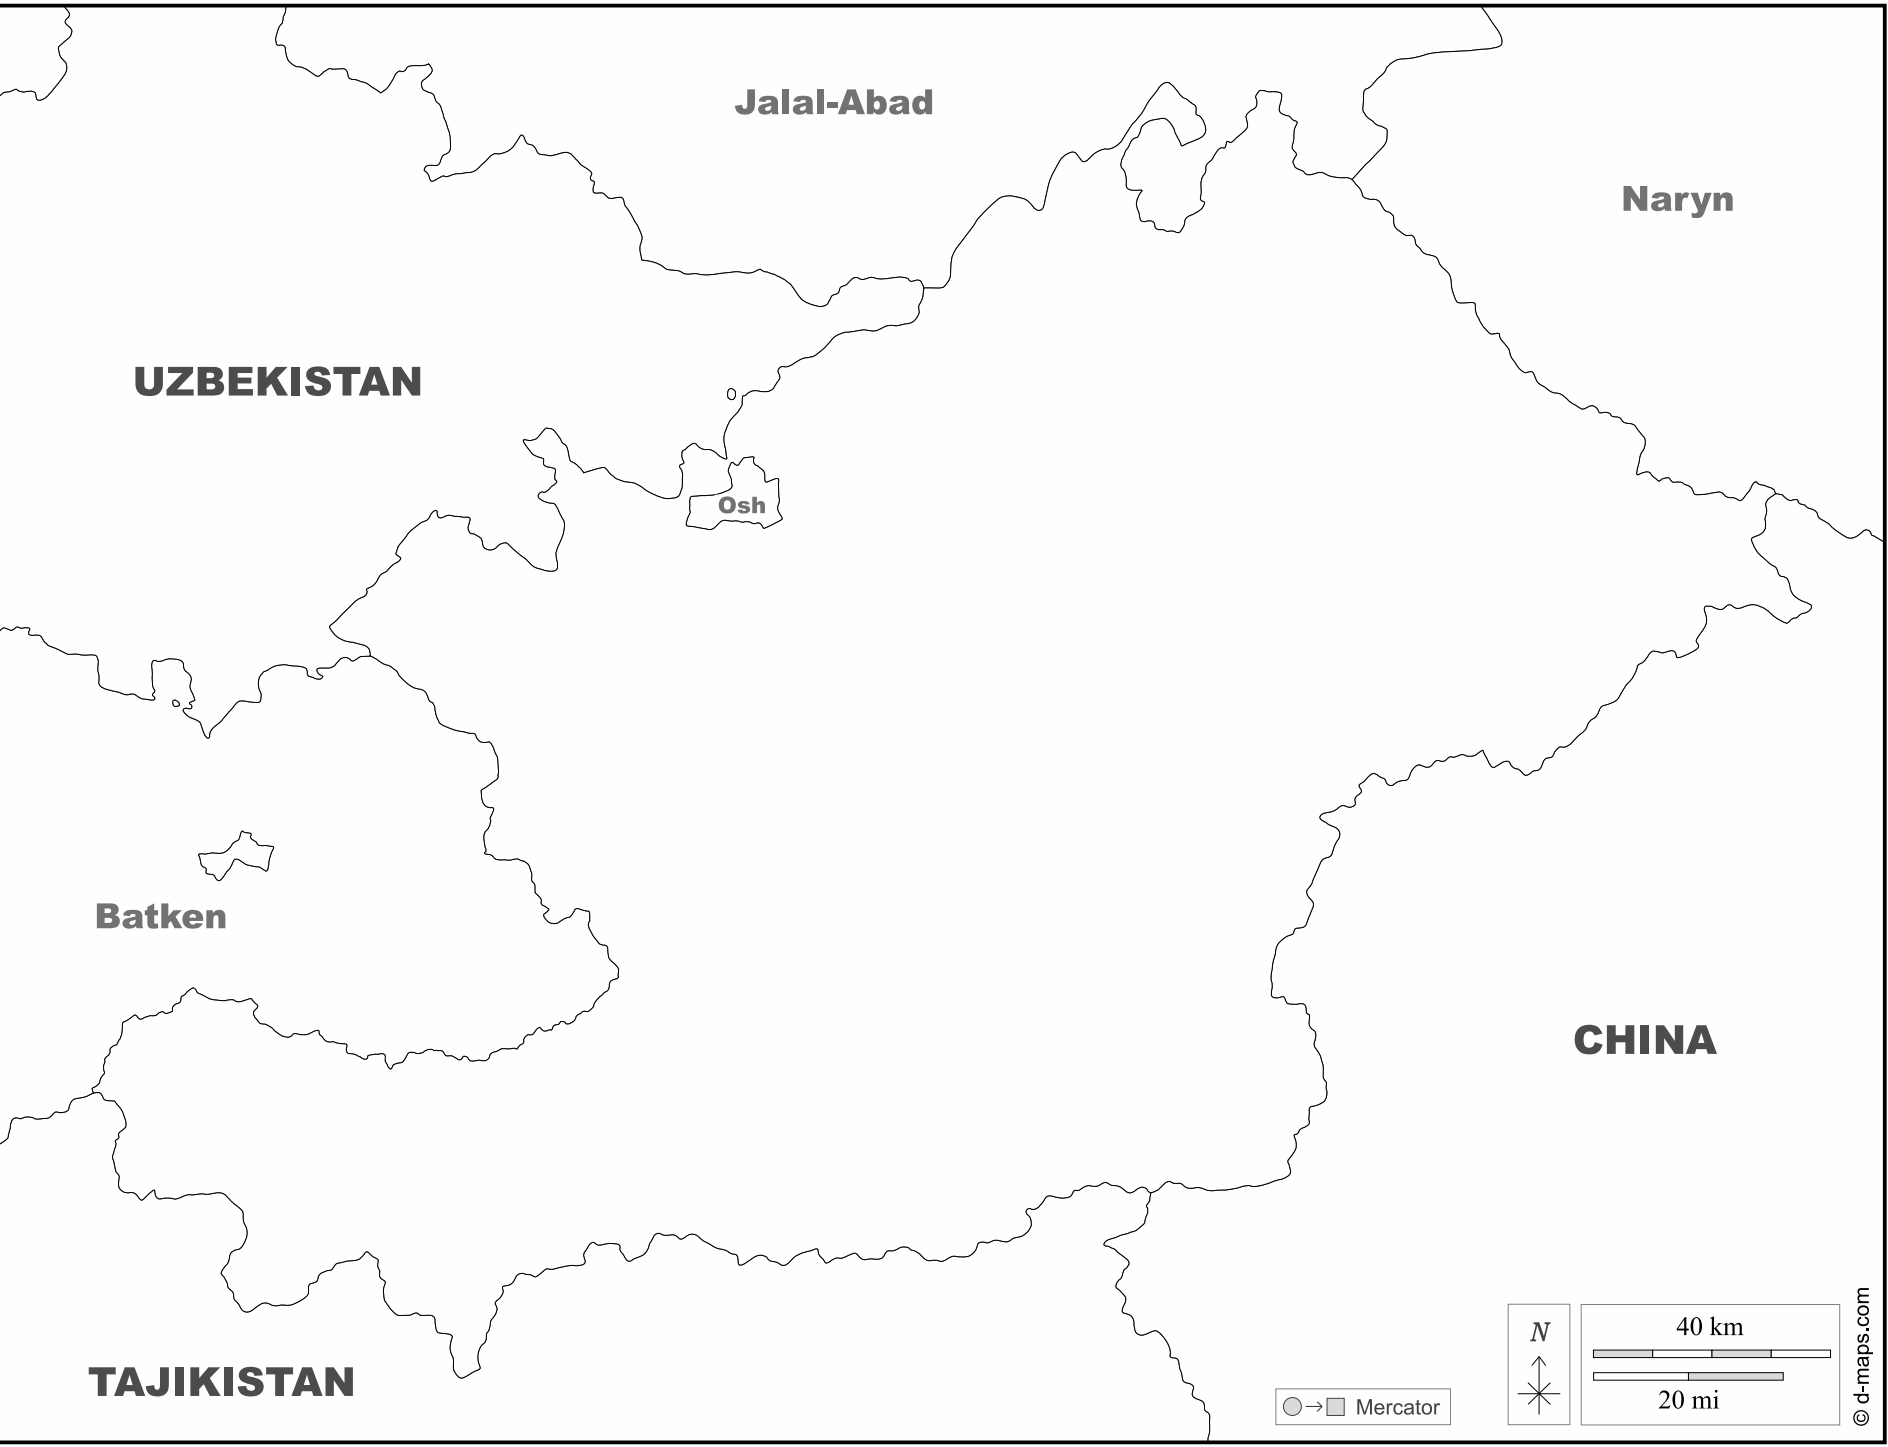 Jalal-Abad
Naryn
UZBEKISTAN
Osh
Batken
CHINA
TAJIKISTAN
Mercator
N
40 km
20 mi
© d-maps.com